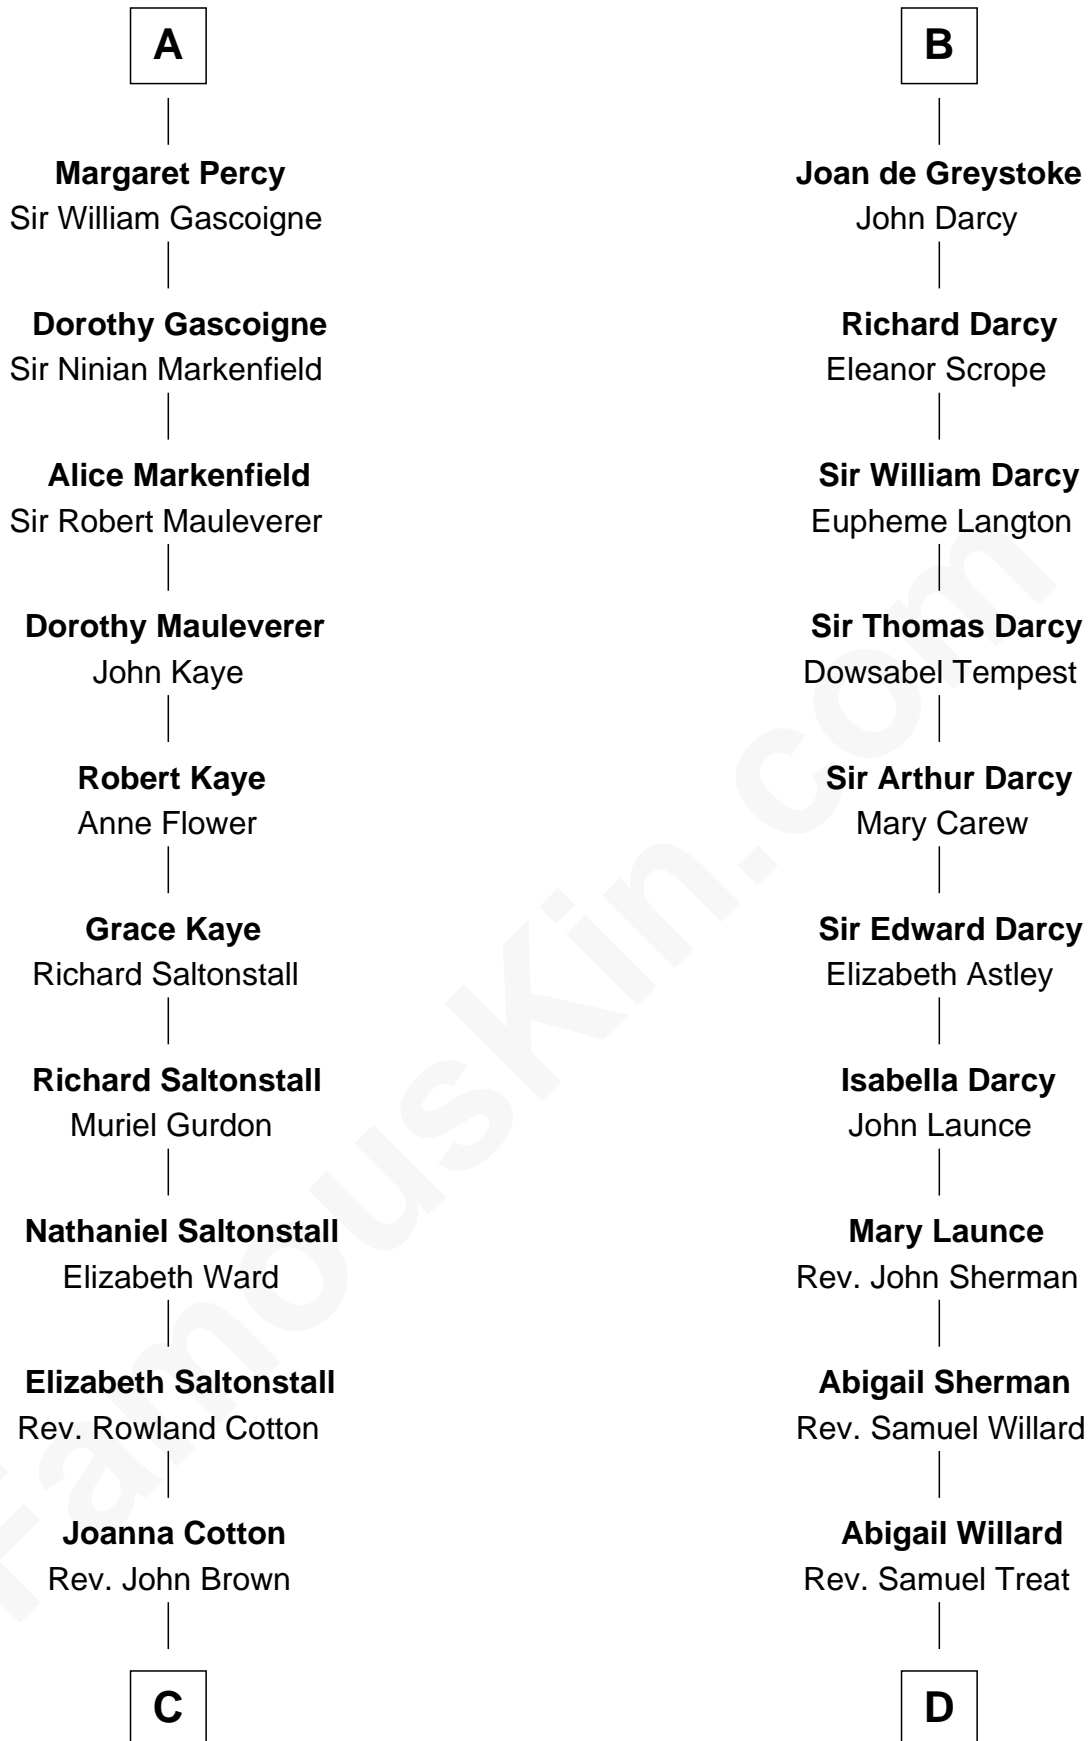 A
Margaret Percy
Sir William Gascoigne
Dorothy Gascoigne
Sir Ninian Markenfield
Alice Markenfield
Sir Robert Mauleverer
Dorothy Mauleverer
John Kaye
Robert Kaye
Anne Flower
Grace Kaye
Richard Saltonstall
Richard Saltonstall
Muriel Gurdon
Nathaniel Saltonstall
Elizabeth Ward
Elizabeth Saltonstall
Rev. Rowland Cotton
Joanna Cotton
Rev. John Brown
C
B
Joan de Greystoke
John Darcy
Richard Darcy
Eleanor Scrope
Sir William Darcy
Eupheme Langton
Sir Thomas Darcy
Dowsabel Tempest
Sir Arthur Darcy
Mary Carew
Sir Edward Darcy
Elizabeth Astley
Isabella Darcy
John Launce
Mary Launce
Rev. John Sherman
Abigail Sherman
Rev. Samuel Willard
Abigail Willard
Rev. Samuel Treat
D
FamousKin.com